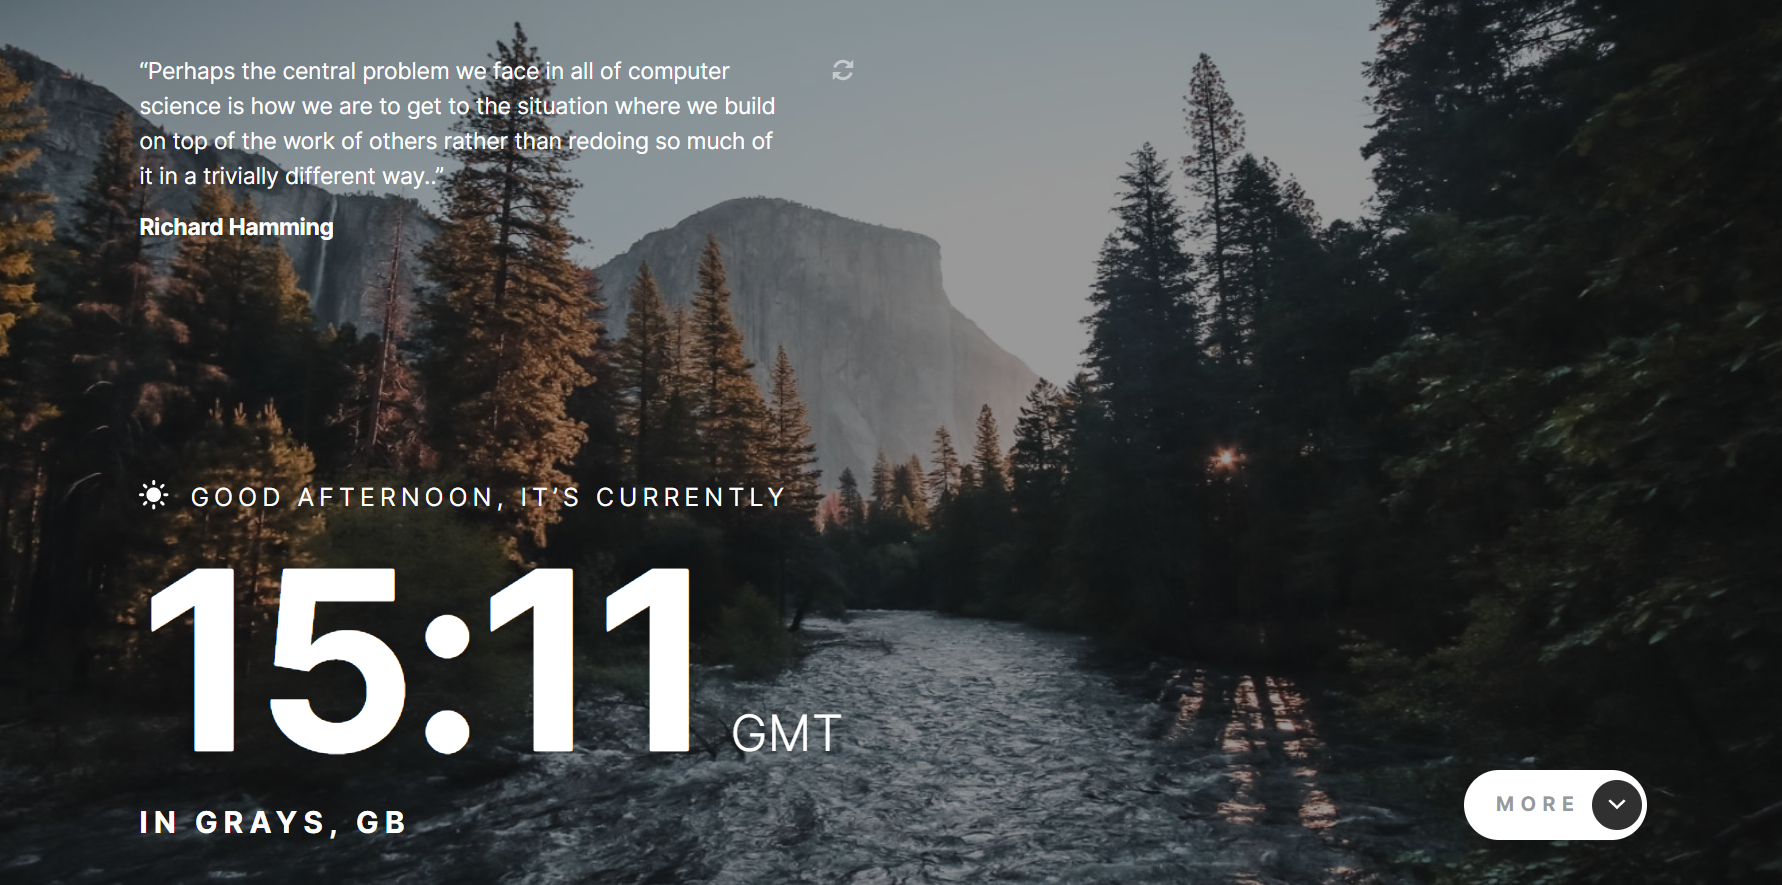 “Perhaps the central problem we face in all of computer
science is how we are to get to the situation where we build
on top of the work of others rather than redoing so much of
it in a trivially different way..”
Richard Hamming
GOOD AFTERNOON, IT’S CURRENTLY
15:11 GMT
IN GRAYS, GB
MORE